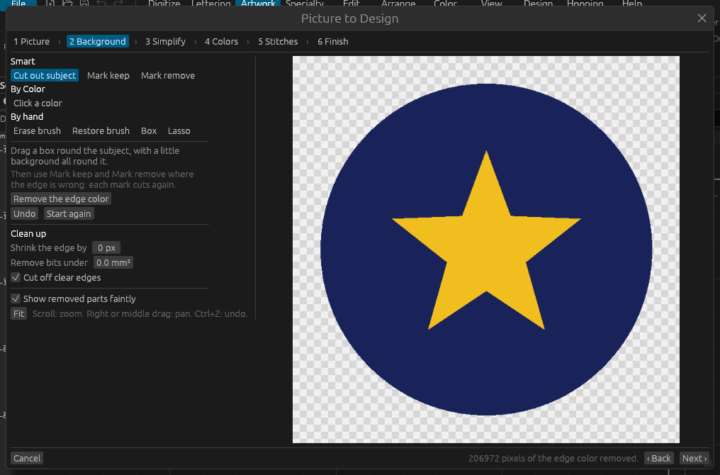 File Digitize Lettering Artwork Specialty Edit Arrange Color View Design Hooping Help
Picture to Design
1 Picture › 2 Background › 3 Simplify › 4 Colors › 5 Stitches › 6 Finish
Smart
Cut out subject Mark keep Mark remove
By Color
Click a color
By hand
Erase brush Restore brush Box Lasso
Drag a box round the subject, with a little
background all round it.
Then use Mark keep and Mark remove where
the edge is wrong: each mark cuts again.
Remove the edge color
Undo Start again
Clean up
Shrink the edge by 0 px
Remove bits under 0.0 mm²
Cut off clear edges
Show removed parts faintly
Fit Scroll: zoom. Right or middle drag: pan. Ctrl+Z: undo.
Cancel 206972 pixels of the edge color removed. ‹ Back Next ›